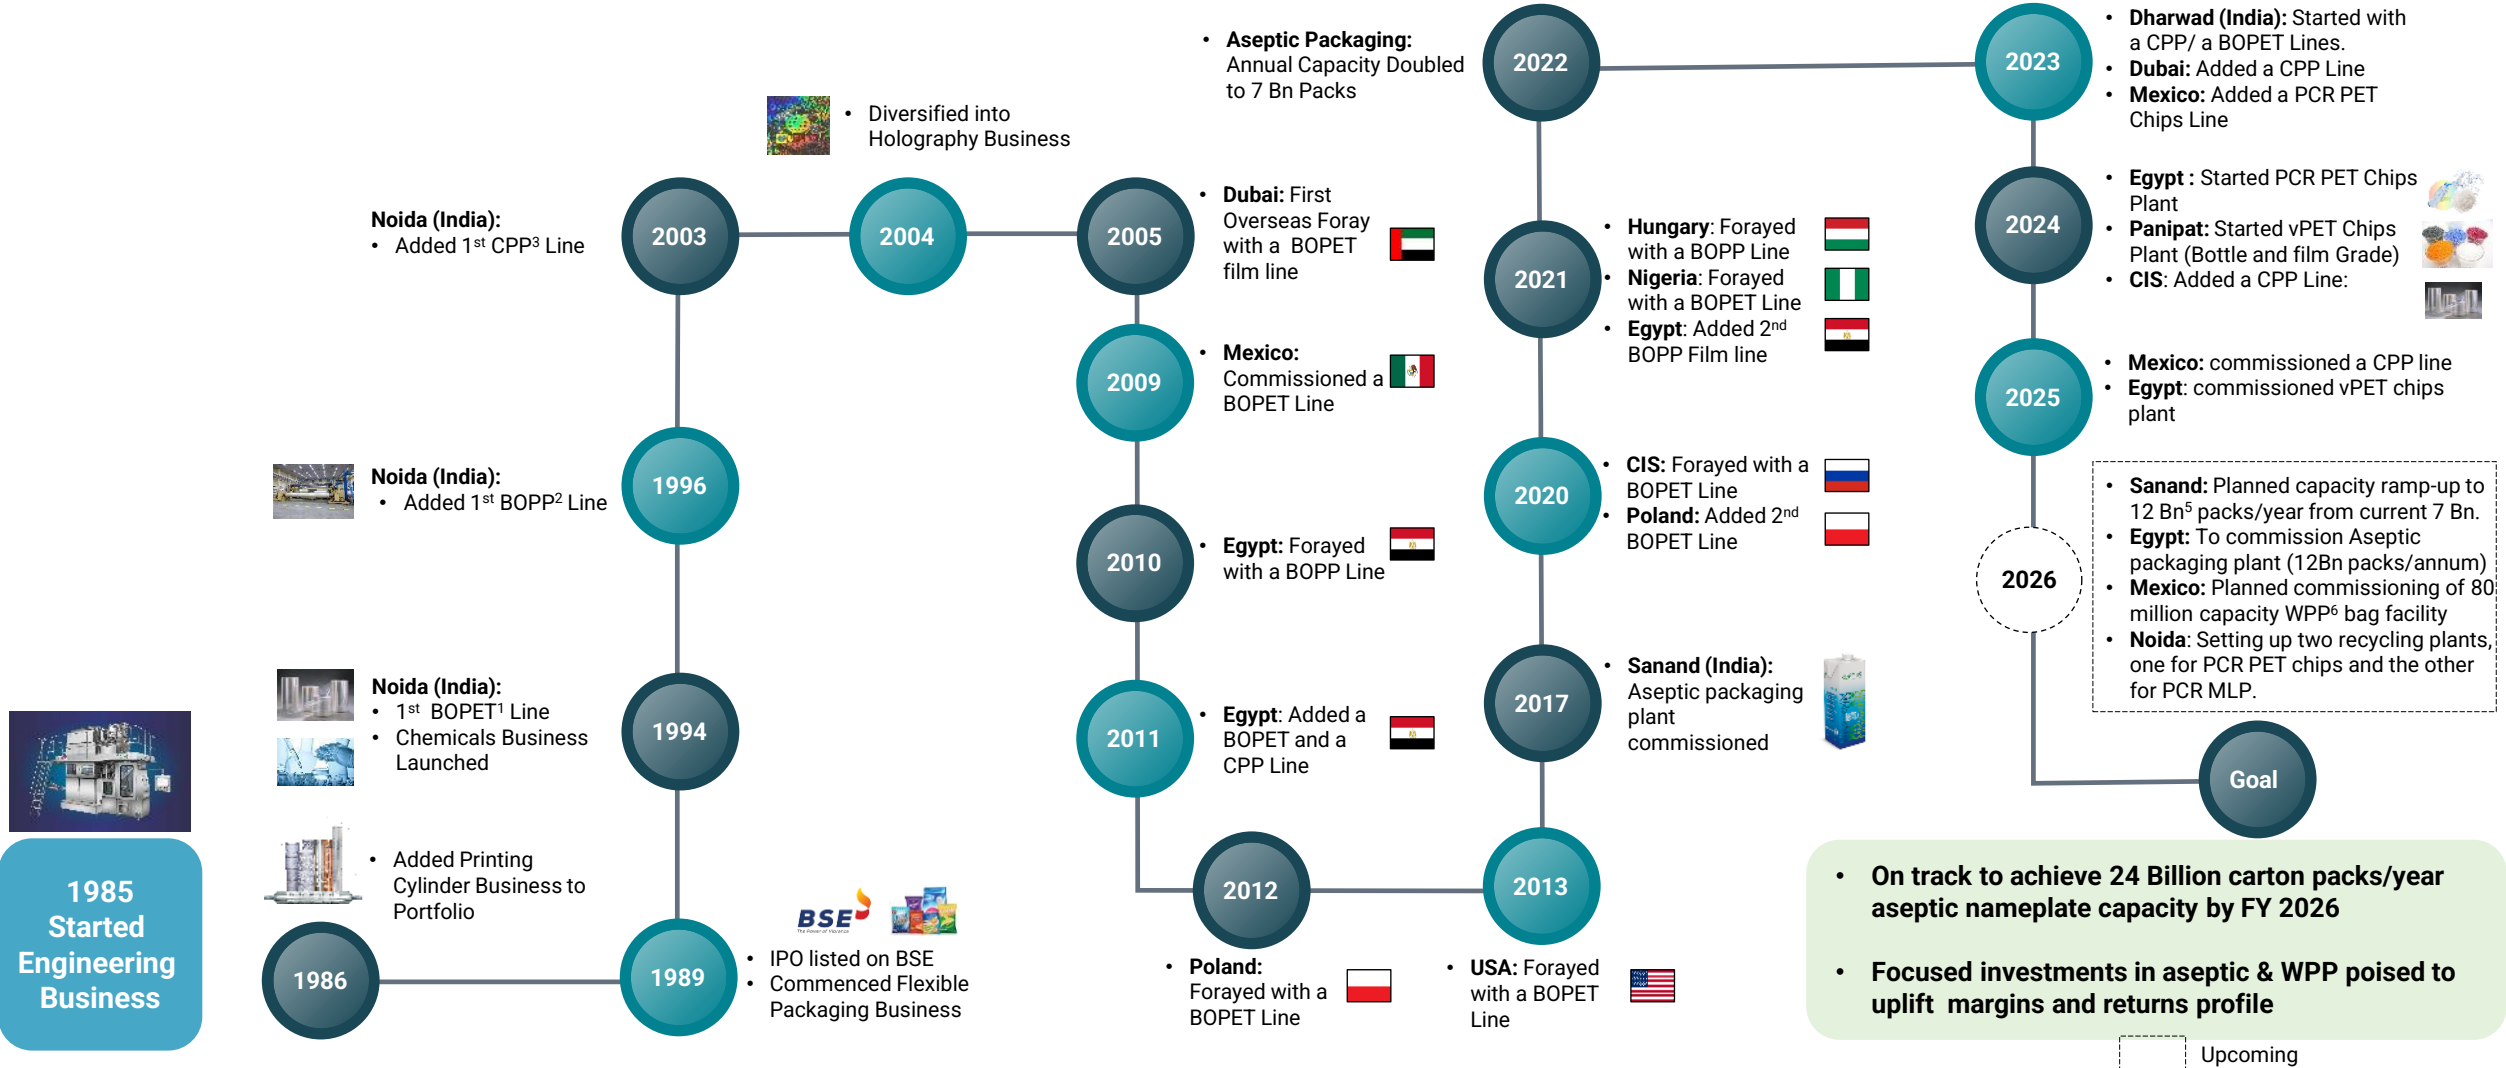 1985
Started
Engineering
Business
1986
• Added Printing
Cylinder Business to
Portfolio
1989
BSE
The Power of Vibrance
• IPO listed on BSE
• Commenced Flexible
Packaging Business
1994
Noida (India):
• 1st BOPET1 Line
• Chemicals Business
Launched
1996
Noida (India):
• Added 1st BOPP2 Line
2003
Noida (India):
• Added 1st CPP3 Line
2004
• Diversified into
Holography Business
2005
• Dubai: First
Overseas Foray
with a BOPET
film line
2009
• Mexico:
Commissioned a
BOPET Line
2010
• Egypt: Forayed
with a BOPP Line
2011
• Egypt: Added a
BOPET and a
CPP Line
2012
• Poland:
Forayed with a
BOPET Line
2013
• USA: Forayed
with a BOPET
Line
2017
• Sanand (India):
Aseptic packaging
plant
commissioned
2020
• CIS: Forayed with a
BOPET Line
• Poland: Added 2nd
BOPET Line
2021
• Hungary: Forayed
with a BOPP Line
• Nigeria: Forayed
with a BOPET Line
• Egypt: Added 2nd
BOPP Film line
2022
• Aseptic Packaging:
Annual Capacity Doubled
to 7 Bn Packs
2023
• Dharwad (India): Started with
a CPP/ a BOPET Lines.
• Dubai: Added a CPP Line
• Mexico: Added a PCR PET
Chips Line
2024
• Egypt : Started PCR PET Chips
Plant
• Panipat: Started vPET Chips
Plant (Bottle and film Grade)
• CIS: Added a CPP Line:
2025
• Mexico: commissioned a CPP line
• Egypt: commissioned vPET chips
plant
2026
• Sanand: Planned capacity ramp-up to
12 Bn5 packs/year from current 7 Bn.
• Egypt: To commission Aseptic
packaging plant (12Bn packs/annum)
• Mexico: Planned commissioning of 80
million capacity WPP6 bag facility
• Noida: Setting up two recycling plants,
one for PCR PET chips and the other
for PCR MLP.
Goal
• On track to achieve 24 Billion carton packs/year
aseptic nameplate capacity by FY 2026
• Focused investments in aseptic & WPP poised to
uplift margins and returns profile
Upcoming